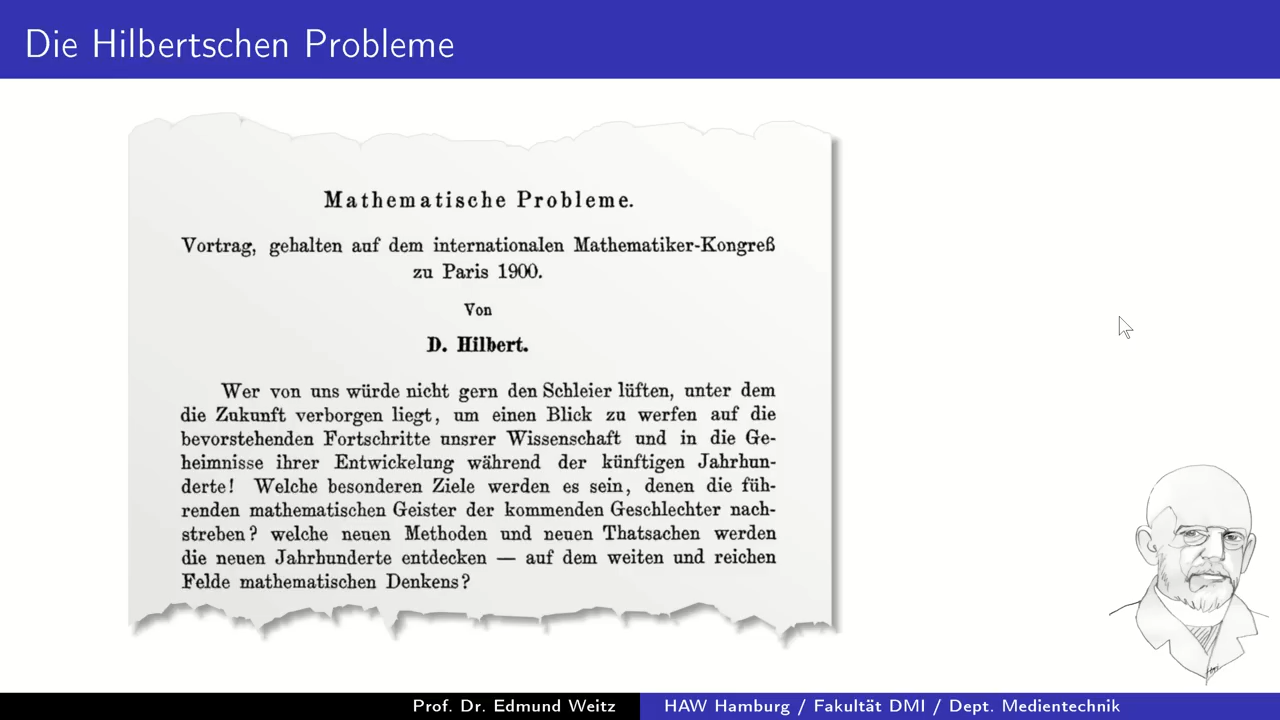 Die Hilbertschen Probleme
Mathematische Probleme.
Vortrag, gehalten auf dem internationalen Mathematiker-Kongreß
zu Paris 1900.
Von
D. Hilbert.
Wer von uns würde nicht gern den Schleier lüften, unter dem
die Zukunft verborgen liegt, um einen Blick zu werfen auf die
bevorstehenden Fortschritte unsrer Wissenschaft und in die Ge-
heimnisse ihrer Entwickelung während der künftigen Jahrhun-
derte! Welche besonderen Ziele werden es sein, denen die füh-
renden mathematischen Geister der kommenden Geschlechter nach-
streben? welche neuen Methoden und neuen Thatsachen werden
die neuen Jahrhunderte entdecken — auf dem weiten und reichen
Felde mathematischen Denkens?
Prof. Dr. Edmund Weitz
HAW Hamburg / Fakultät DMI / Dept. Medientechnik